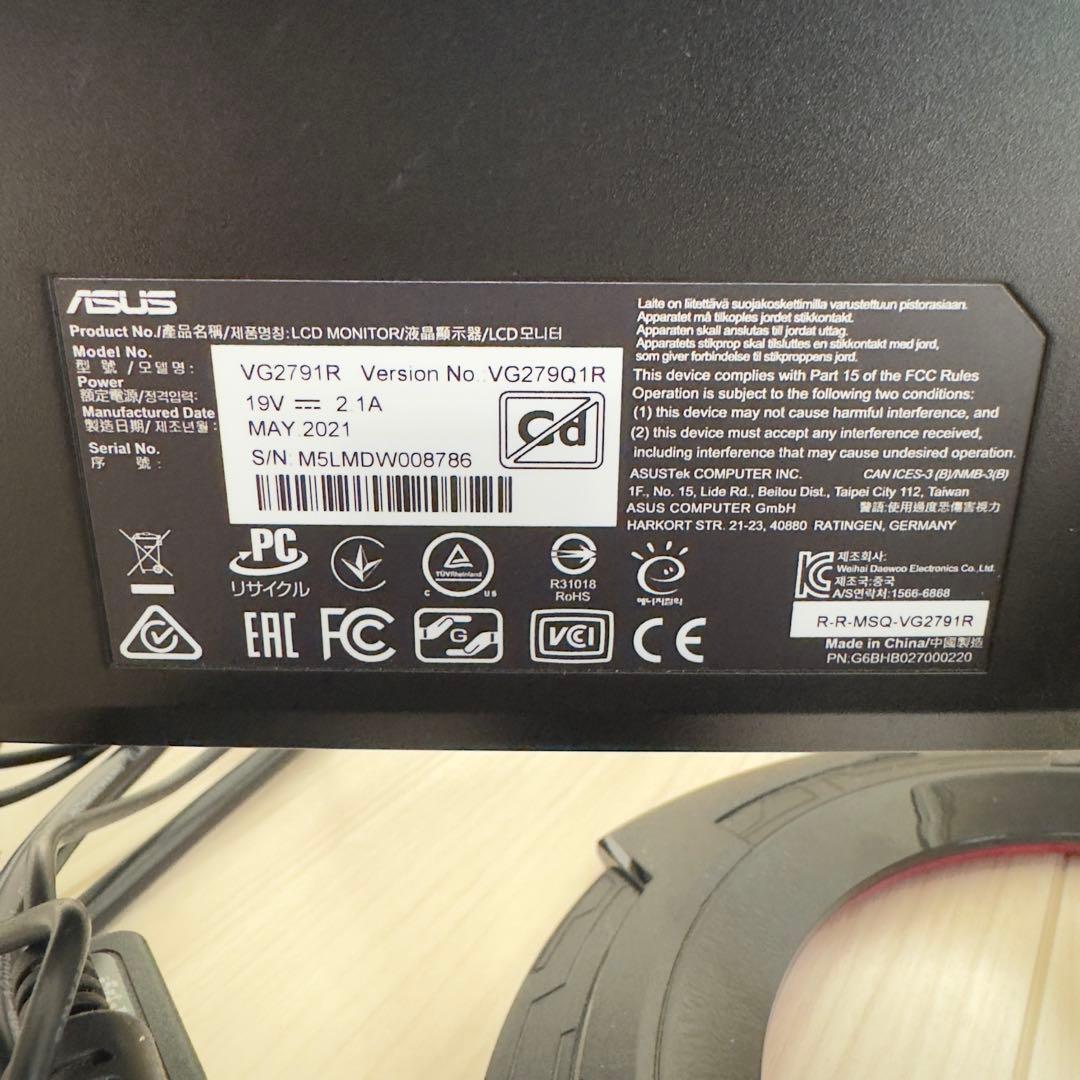 ASUS
Product No./產品名稱/제품명칭:LCD MONITOR/液晶顯示器/LCD모니터
Model No.
型 號 / 모델명 :
Power
額定電源/정격입력:
Manufactured Date
製造日期/ 제조년월 :
Serial No.
序 號 :
VG2791R Version No. VG279Q1R
19V 2.1A
MAY.2021
S/N: M5LMDW008786
Cd
Laite on liitettävä suojakoskettimilla varustettuun pistorasiaan.
Apparatet må tilkoples jordet stikkontakt.
Apparaten skall anslutas till jordat uttag.
Apparatets stikprop skal tilsluttes en stikkontakt med jord,
som giver forbindelse til stikproppens jord.
This device complies with Part 15 of the FCC Rules
Operation is subject to the following two conditions:
(1) this device may not cause harmful interference, and
(2) this device must accept any interference received,
including interference that may cause undesired operation.
ASUSTek COMPUTER INC. CAN ICES-3 (B)/NMB-3(B)
1F., No. 15, Lide Rd., Beitou Dist., Taipei City 112, Taiwan
ASUS COMPUTER GmbH 警語:使用過度恐傷害視力
HARKORT STR. 21-23, 40880 RATINGEN, GERMANY
PC
リサイクル
TÜVRheinland
C US
R31018
RoHS
에너지절약
제조회사:
Weihai Daewoo Electronics Co.,Ltd.
제조국:중국
A/S연락처:1566-6868
EAC
FC
G
VCCI
CE
R-R-MSQ-VG2791R
Made in China/中國製造
PN:G6BHB027000220